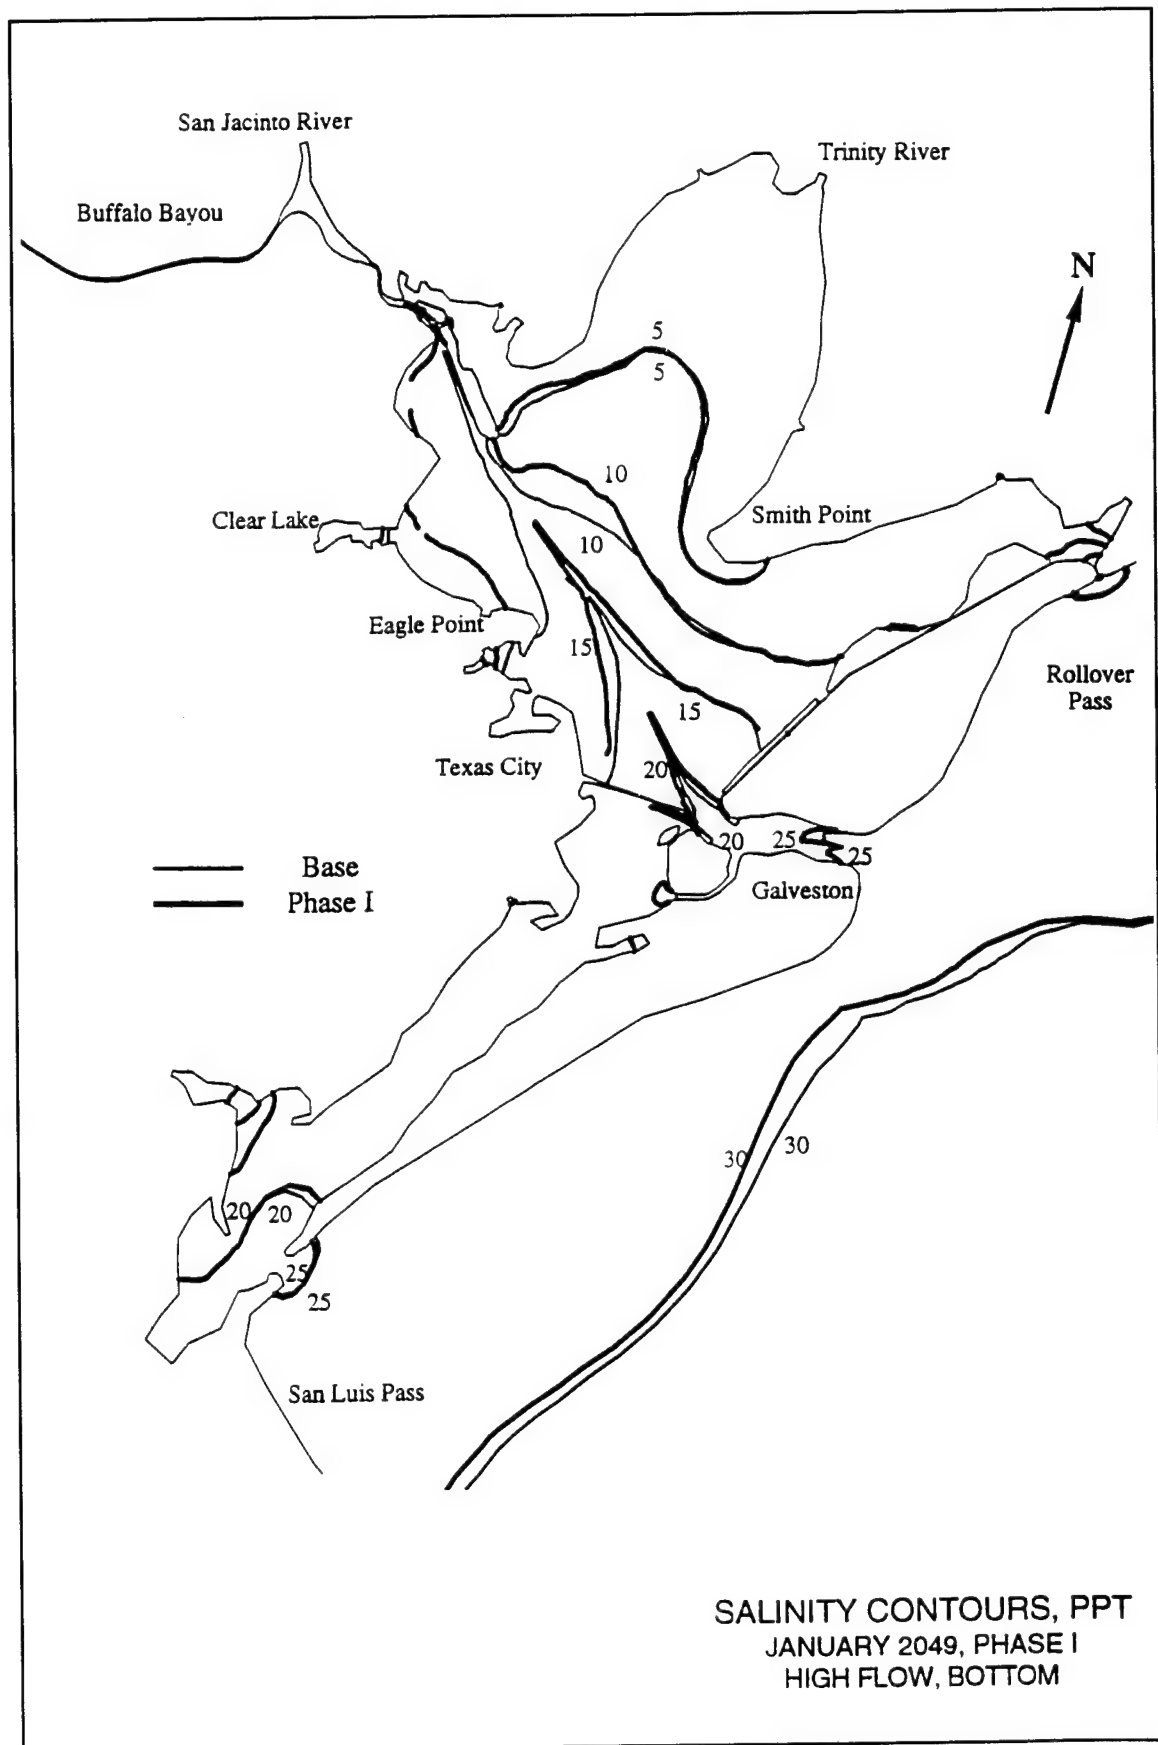 San Jacinto River
Trinity River
Buffalo Bayou
N
5
5
10
Clear Lake
Smith Point
10
Eagle Point
15
Rollover
Pass
15
Texas City
20
20
25
25
Base
Phase I
Galveston
30
30
20
20
25
25
San Luis Pass
SALINITY CONTOURS, PPT
JANUARY 2049, PHASE I
HIGH FLOW, BOTTOM